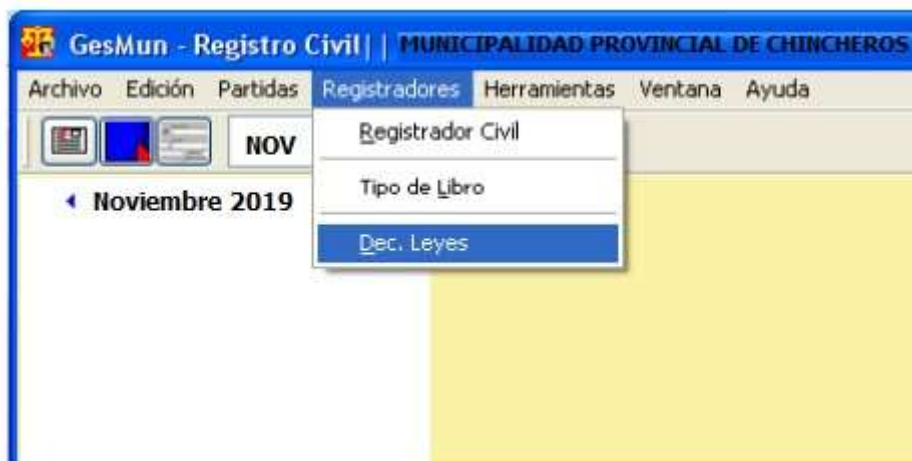 GesMun - Registro Civil | | MUNICIPALIDAD PROVINCIAL DE CHINCHEROS
Archivo Edición Partidas Registradores Herramientas Ventana Ayuda
NOV
Registrador Civil
Tipo de Libro
Noviembre 2019
Dec. Leyes